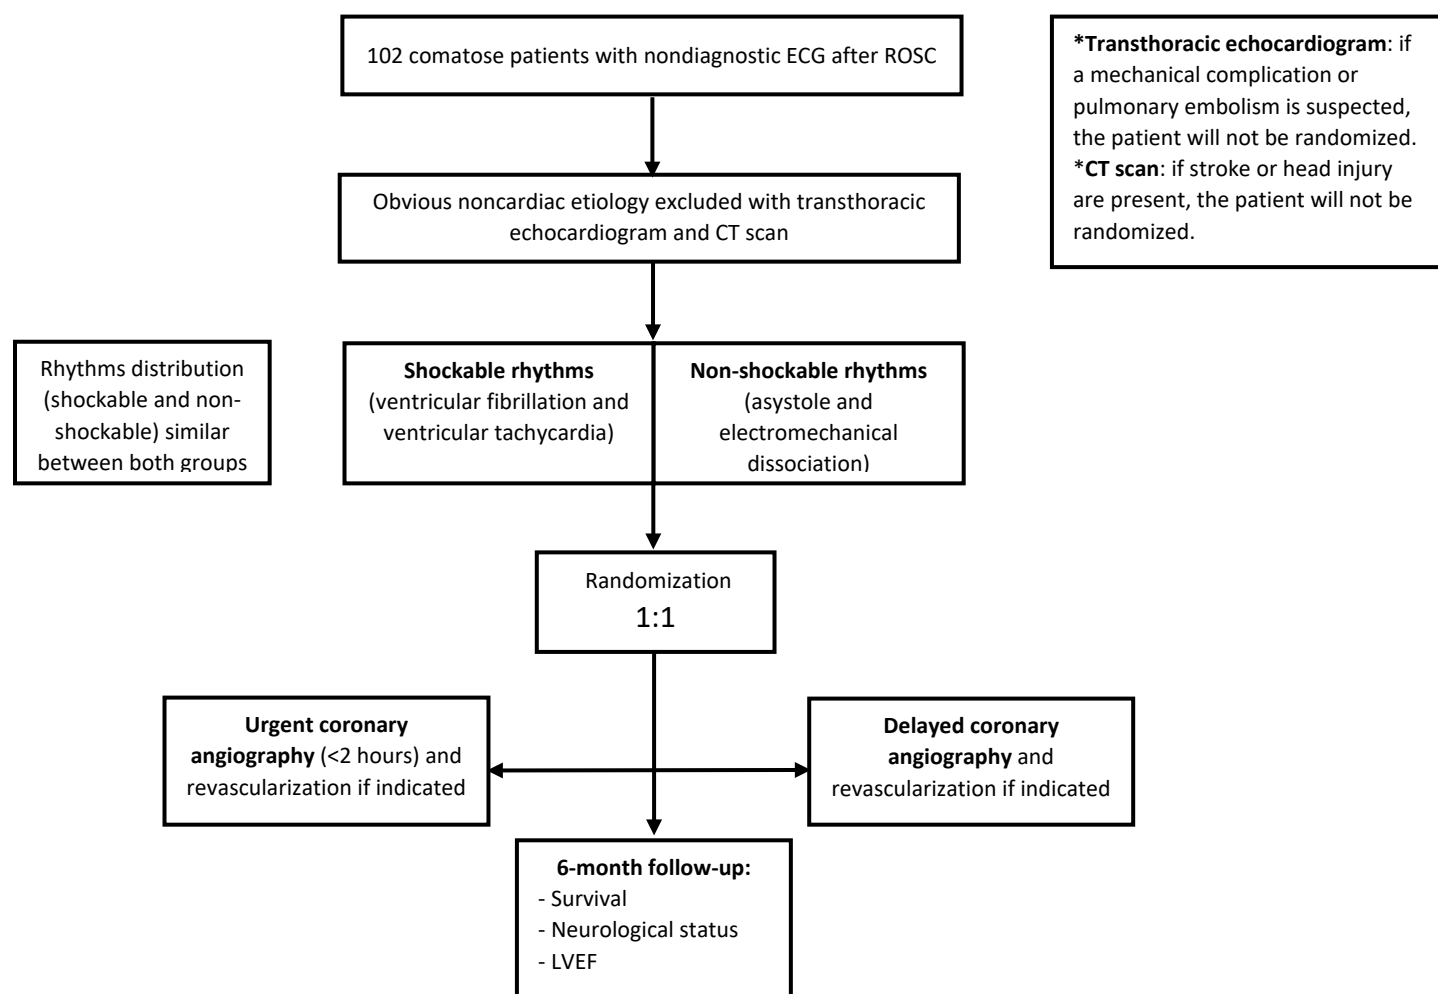 102 comatose patients with nondiagnostic ECG after ROSC
*Transthoracic echocardiogram: if
a mechanical complication or
pulmonary embolism is suspected,
the patient will not be randomized.
*CT scan: if stroke or head injury
are present, the patient will not be
randomized.
Obvious noncardiac etiology excluded with transthoracic
echocardiogram and CT scan
Rhythms distribution
(shockable and non-
shockable) similar
between both groups
Shockable rhythms
(ventricular fibrillation and
ventricular tachycardia)
Non-shockable rhythms
(asystole and
electromechanical
dissociation)
Randomization
1:1
Urgent coronary
angiography (<2 hours) and
revascularization if indicated
Delayed coronary
angiography and
revascularization if indicated
6-month follow-up:
- Survival
- Neurological status
- LVEF